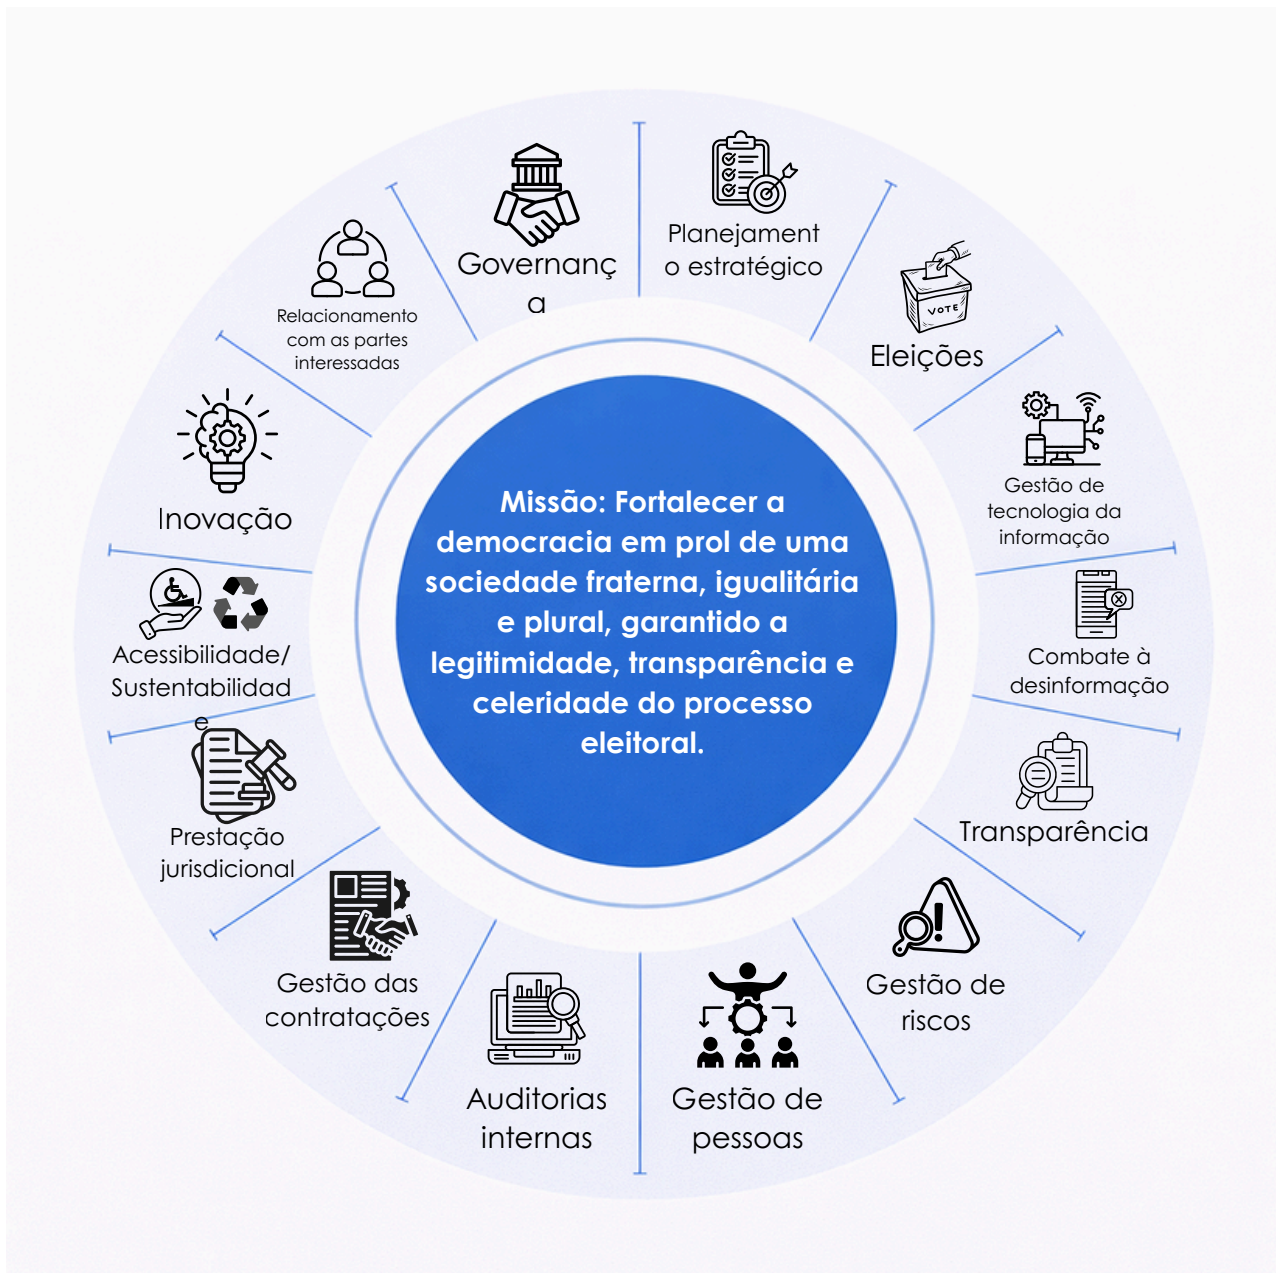 Governanç
a
Planejament
o estratégico
VOTE
Eleições
Gestão de
tecnologia da
informação
Combate à
desinformação
Transparência
Gestão de
riscos
Gestão de
pessoas
Auditorias
internas
Gestão das
contratações
Prestação
jurisdicional
Acessibilidade/
Sustentabilidad
e
Inovação
Relacionamento
com as partes
interessadas
Missão: Fortalecer a
democracia em prol de uma
sociedade fraterna, igualitária
e plural, garantido a
legitimidade, transparência e
celeridade do processo
eleitoral.